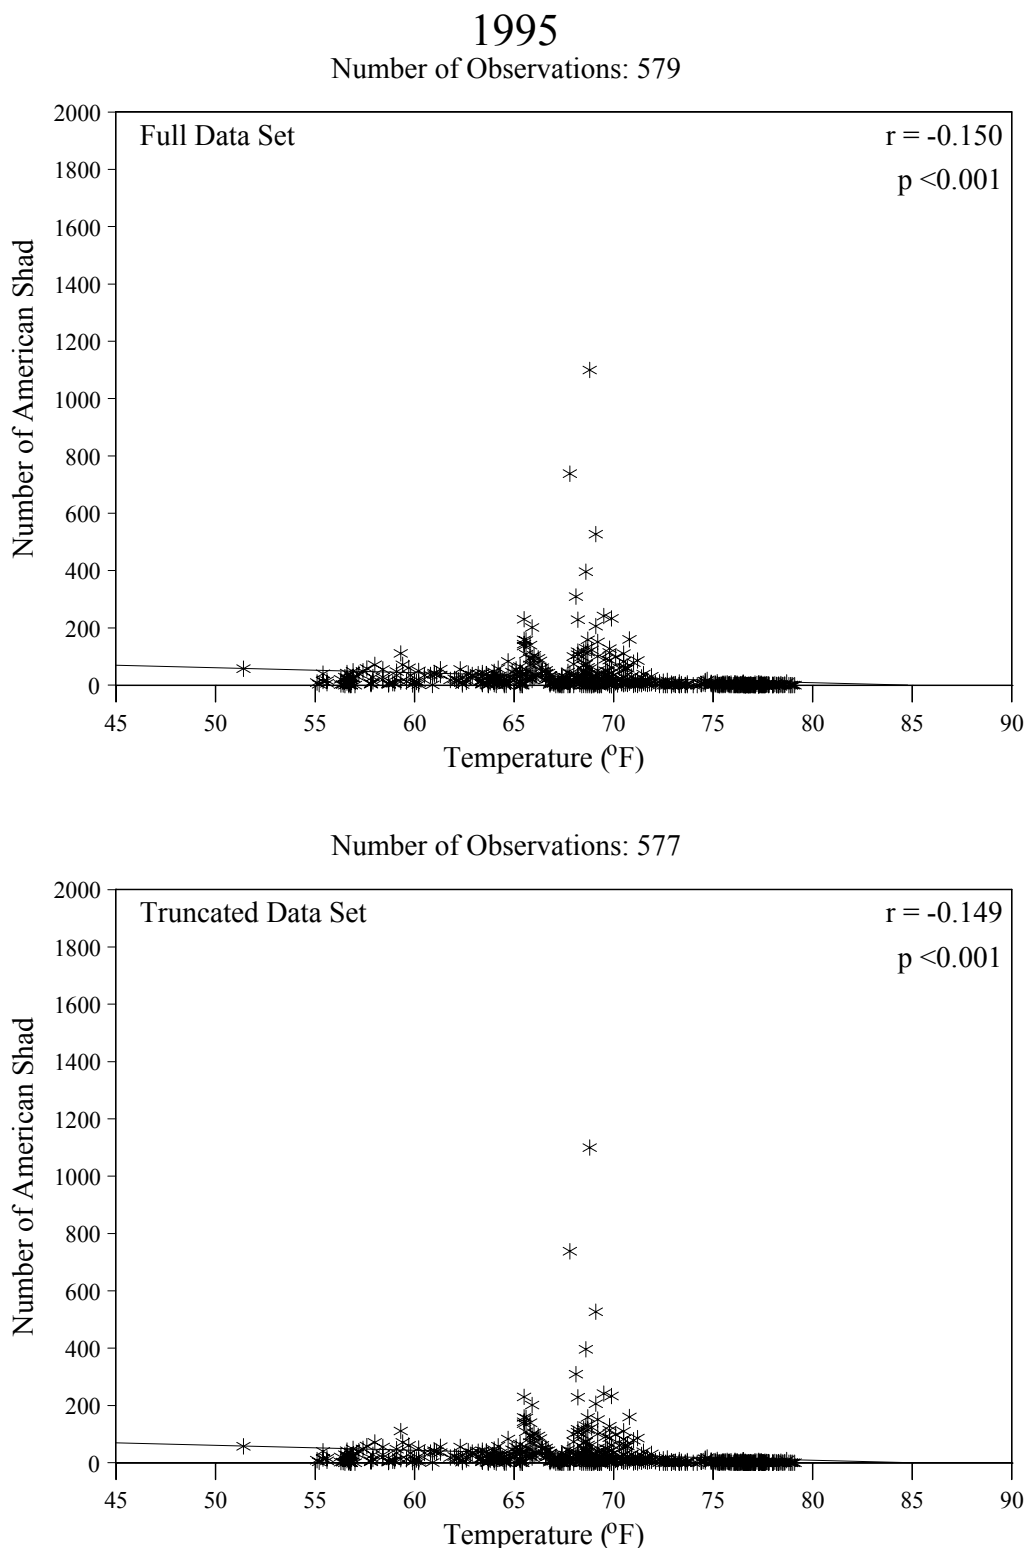 1995
Number of Observations: 579
Full Data Set
r = -0.150
p <0.001
2000
1800
1600
1400
1200
1000
800
600
400
200
0
Number of American Shad
45 50 55 60 65 70 75 80 85 90
Temperature (°F)
Number of Observations: 577
Truncated Data Set
r = -0.149
p <0.001
2000
1800
1600
1400
1200
1000
800
600
400
200
0
Number of American Shad
45 50 55 60 65 70 75 80 85 90
Temperature (°F)